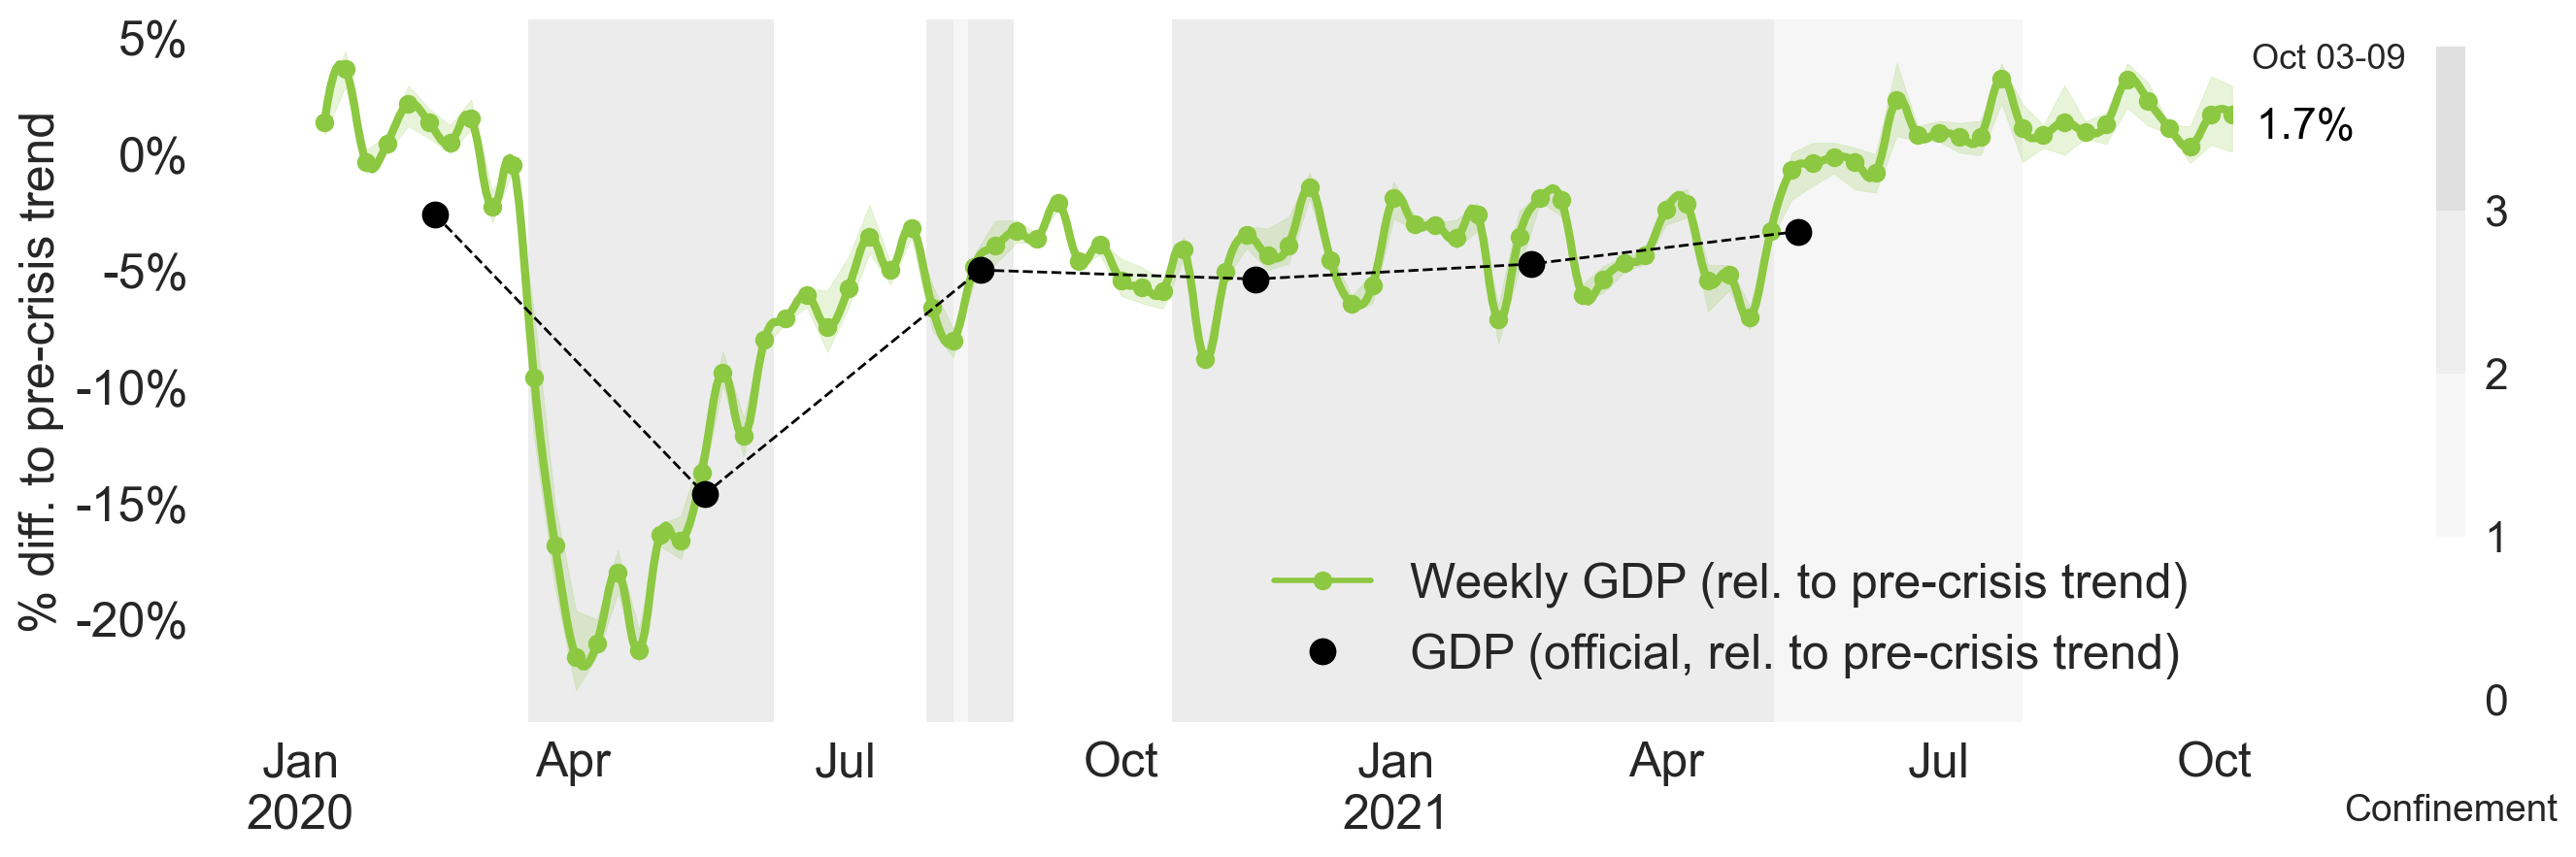 % diff. to pre-crisis trend
5%
0%
-5%
-10%
-15%
-20%
Oct 03-09
1.7%
3
2
1
0
Weekly GDP (rel. to pre-crisis trend)
GDP (official, rel. to pre-crisis trend)
Jan Apr Jul Oct Jan Apr Jul Oct
2020 2021
Confinement